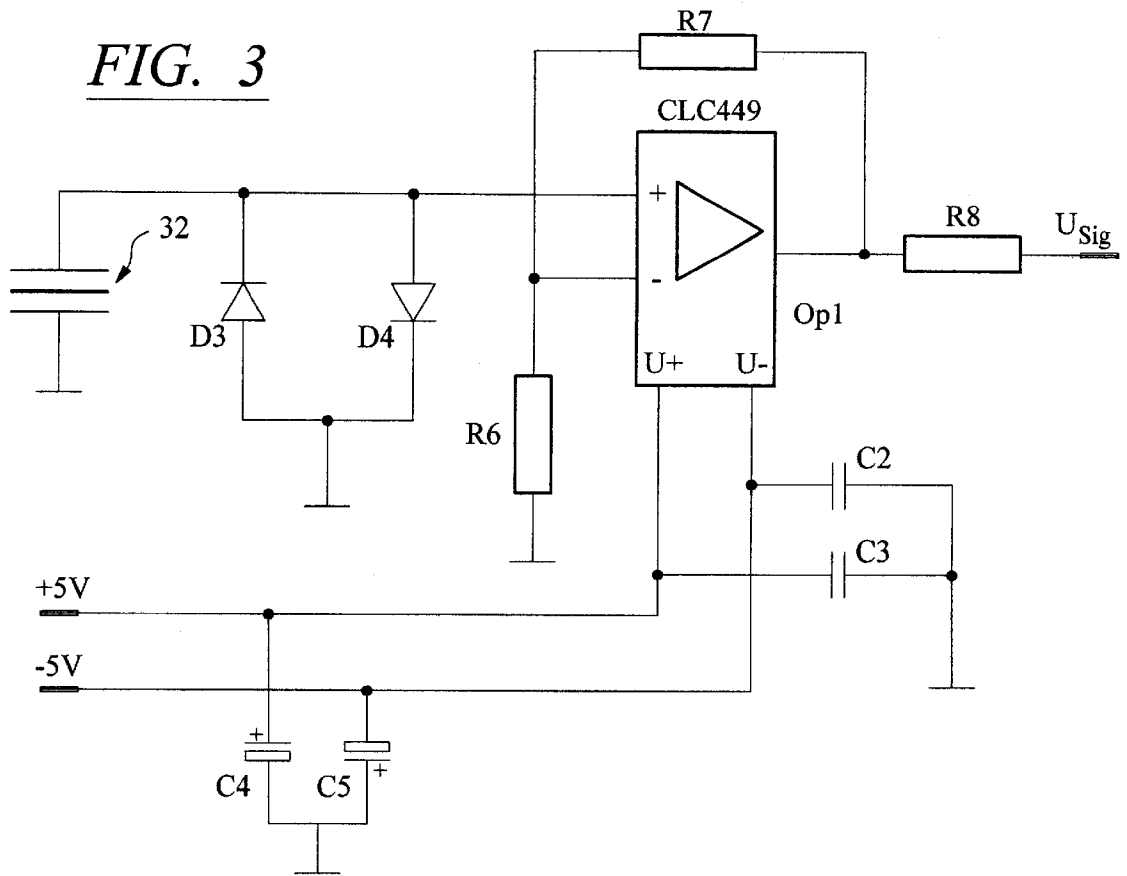 FIG. 3
R7
CLC449
32
+
-
R8
U_Sig
D3
D4
Op1
U+
U-
R6
C2
C3
+5V
-5V
+
C4
C5
+